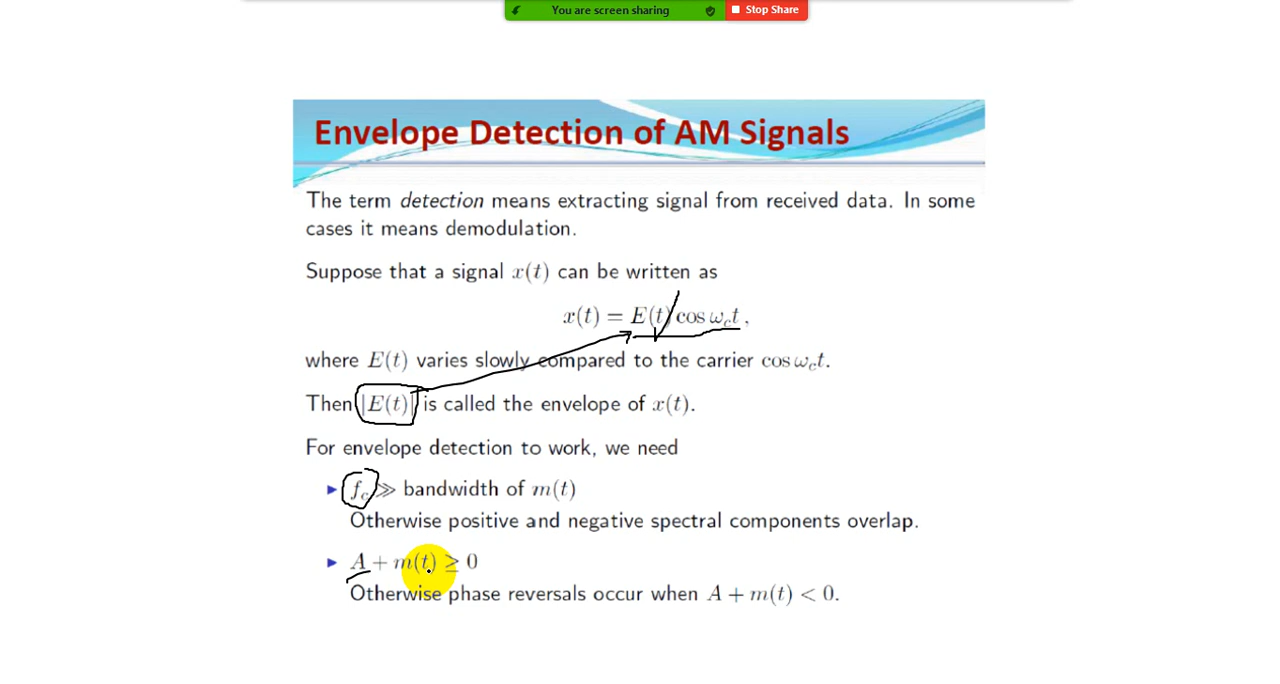 You are screen sharing Stop Share
Envelope Detection of AM Signals
The term detection means extracting signal from received data. In some
cases it means demodulation.
Suppose that a signal x(t) can be written as
x(t) = E(t) cos ω_c t ,
where E(t) varies slowly compared to the carrier cos ω_c t.
Then |E(t)| is called the envelope of x(t).
For envelope detection to work, we need
▶ f_c ≫ bandwidth of m(t)
Otherwise positive and negative spectral components overlap.
▶ A + m(t) ≥ 0
Otherwise phase reversals occur when A + m(t) < 0.